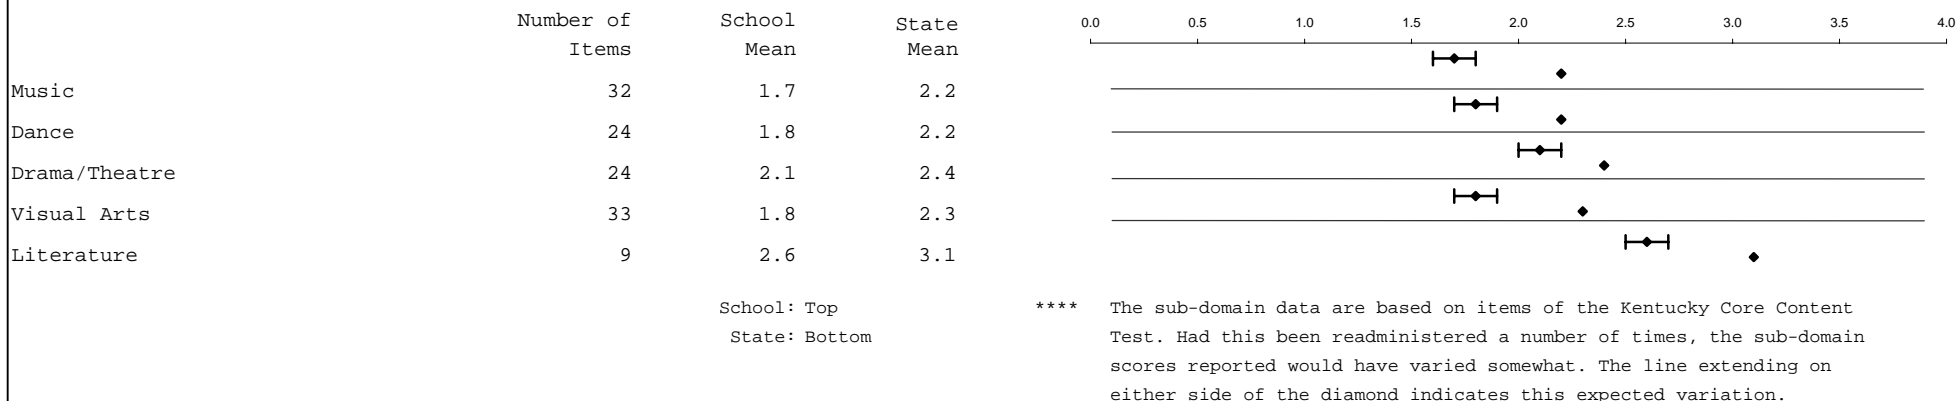 Number of School State 0.0 0.5 1.0 1.5 2.0 2.5 3.0 3.5 4.0
Items Mean Mean
Music 32 1.7 2.2
Dance 24 1.8 2.2
Drama/Theatre 24 2.1 2.4
Visual Arts 33 1.8 2.3
Literature 9 2.6 3.1
School: Top **** The sub-domain data are based on items of the Kentucky Core Content
State: Bottom Test. Had this been readministered a number of times, the sub-domain
scores reported would have varied somewhat. The line extending on
either side of the diamond indicates this expected variation.